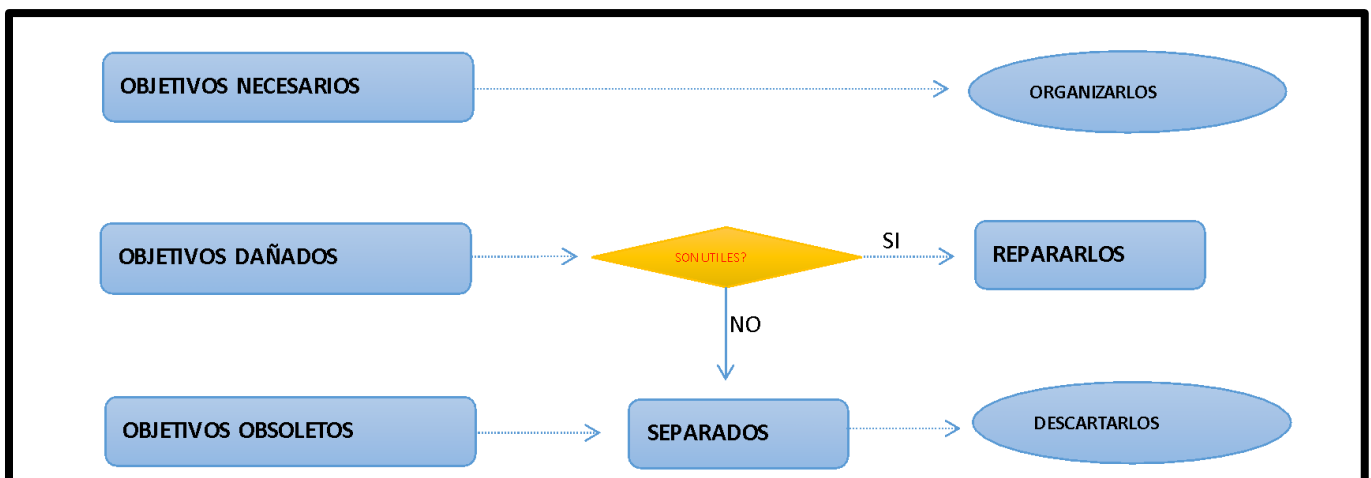 OBJETIVOS NECESARIOS
ORGANIZARLOS
OBJETIVOS DAÑADOS
SON UTILES?
SI
REPARARLOS
NO
OBJETIVOS OBSOLETOS
SEPARADOS
DESCARTARLOS